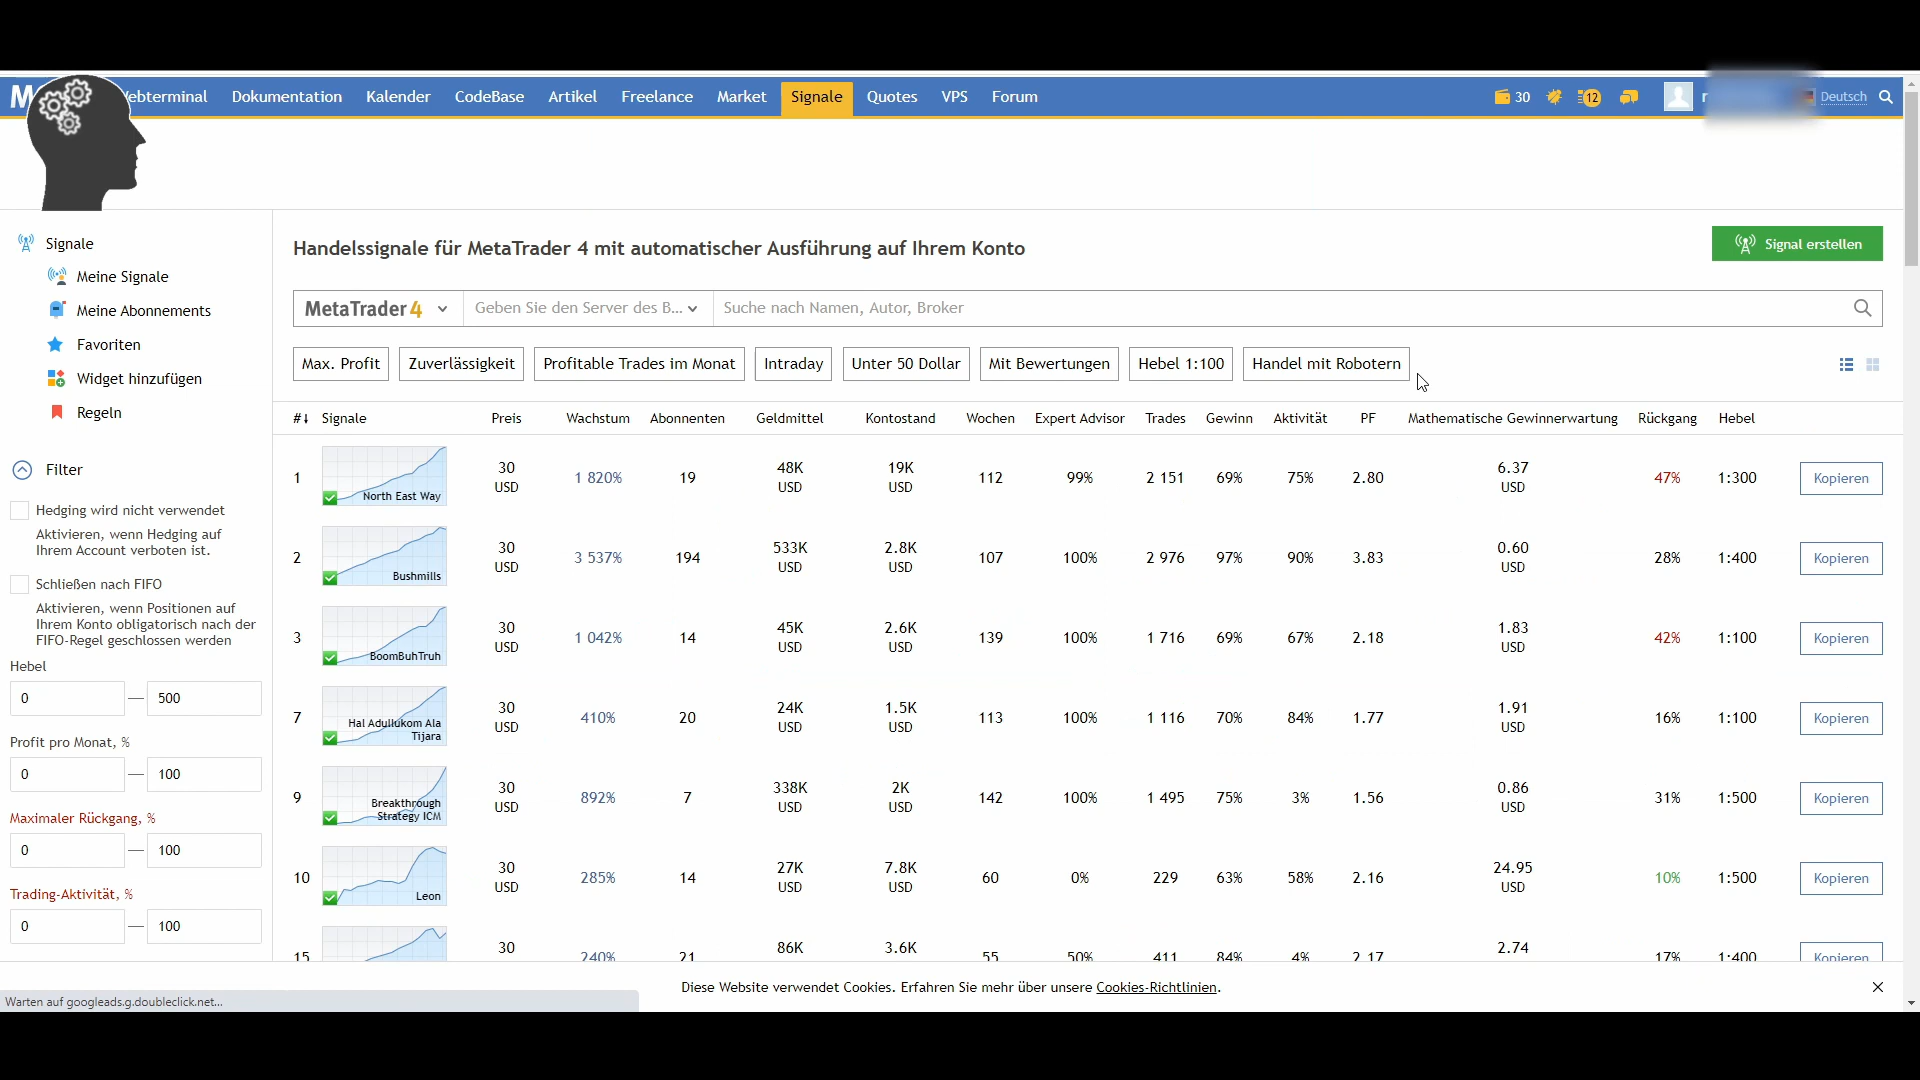 Webterminal Dokumentation Kalender CodeBase Artikel Freelance Market Signale Quotes VPS Forum 30 12 Deutsch
Signale
Meine Signale
Meine Abonnements
Favoriten
Widget hinzufügen
Regeln
Filter
Hedging wird nicht verwendet
Aktivieren, wenn Hedging auf
Ihrem Account verboten ist.
Schließen nach FIFO
Aktivieren, wenn Positionen auf
Ihrem Konto obligatorisch nach der
FIFO-Regel geschlossen werden
Hebel
0 — 500
Profit pro Monat, %
0 — 100
Maximaler Rückgang, %
0 — 100
Trading-Aktivität, %
0 — 100
Handelssignale für MetaTrader 4 mit automatischer Ausführung auf Ihrem Konto
Signal erstellen
MetaTrader 4 Geben Sie den Server des B... Suche nach Namen, Autor, Broker
Max. Profit Zuverlässigkeit Profitable Trades im Monat Intraday Unter 50 Dollar Mit Bewertungen Hebel 1:100 Handel mit Robotern
#↓ Signale Preis Wachstum Abonnenten Geldmittel Kontostand Wochen Expert Advisor Trades Gewinn Aktivität PF Mathematische Gewinnerwartung Rückgang Hebel
1 North East Way 30 USD 1 820% 19 48K USD 19K USD 112 99% 2 151 69% 75% 2.80 6.37 USD 47% 1:300 Kopieren
2 Bushmills 30 USD 3 537% 194 533K USD 2.8K USD 107 100% 2 976 97% 90% 3.83 0.60 USD 28% 1:400 Kopieren
3 BoomBuhTruh 30 USD 1 042% 14 45K USD 2.6K USD 139 100% 1 716 69% 67% 2.18 1.83 USD 42% 1:100 Kopieren
7 Hal Adullukom Ala Tijara 30 USD 410% 20 24K USD 1.5K USD 113 100% 1 116 70% 84% 1.77 1.91 USD 16% 1:100 Kopieren
9 Breakthrough Strategy ICM 30 USD 892% 7 338K USD 2K USD 142 100% 1 495 75% 3% 1.56 0.86 USD 31% 1:500 Kopieren
10 Leon 30 USD 285% 14 27K USD 7.8K USD 60 0% 229 63% 58% 2.16 24.95 USD 10% 1:500 Kopieren
15 30 240% 21 86K 3.6K 55 50% 411 84% 4% 2.17 2.74 17% 1:400 Kopieren
Diese Website verwendet Cookies. Erfahren Sie mehr über unsere Cookies-Richtlinien.
Warten auf googleads.g.doubleclick.net...